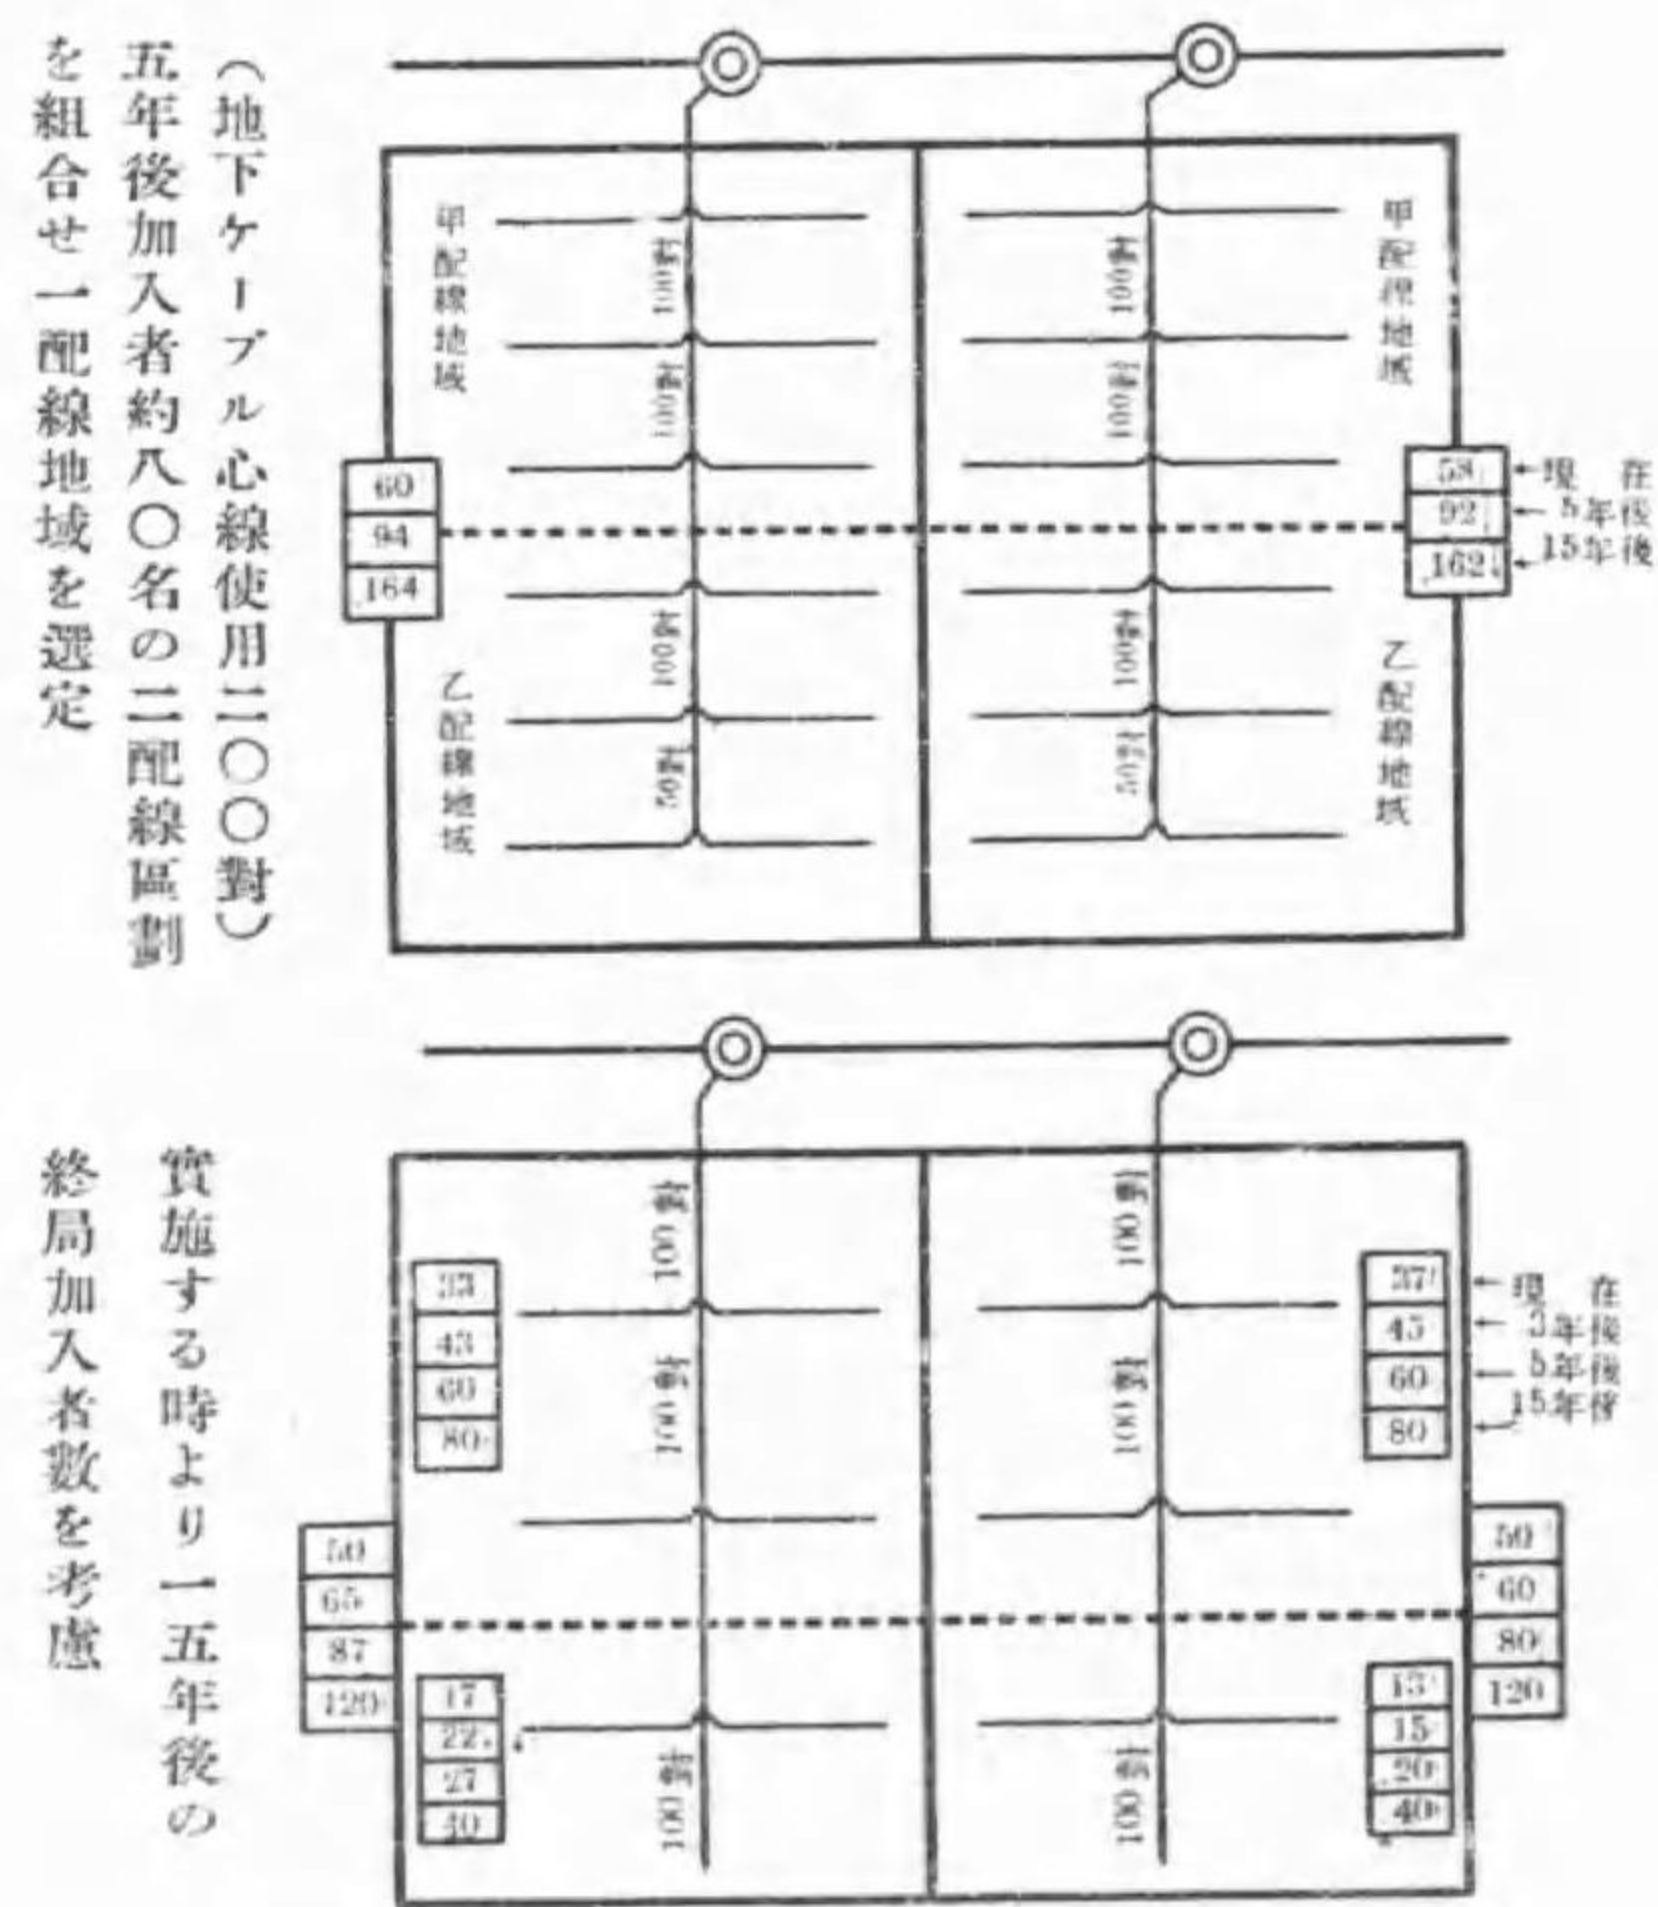 (地下ケーブル心線使用二〇〇對)
五年後加入者約八〇名の二配線區劃
を組合せ一配線地域を選定
甲配線地域
100對
100對
100對
100對
甲配線地域
60
94
164
58
92
162
←現 在
←5年後
←15年後
乙配線地域
100對
50對
100對
50對
乙配線地域
實施する時より一五年後の
終局加入者數を考慮
100對
100對
33
43
60
80
100對
100對
37
45
60
80
←現 在
←3年後
←5年後
←15年後
50
65
87
120
50
60
80
120
17
22
27
40
100對
100對
13
15
20
40